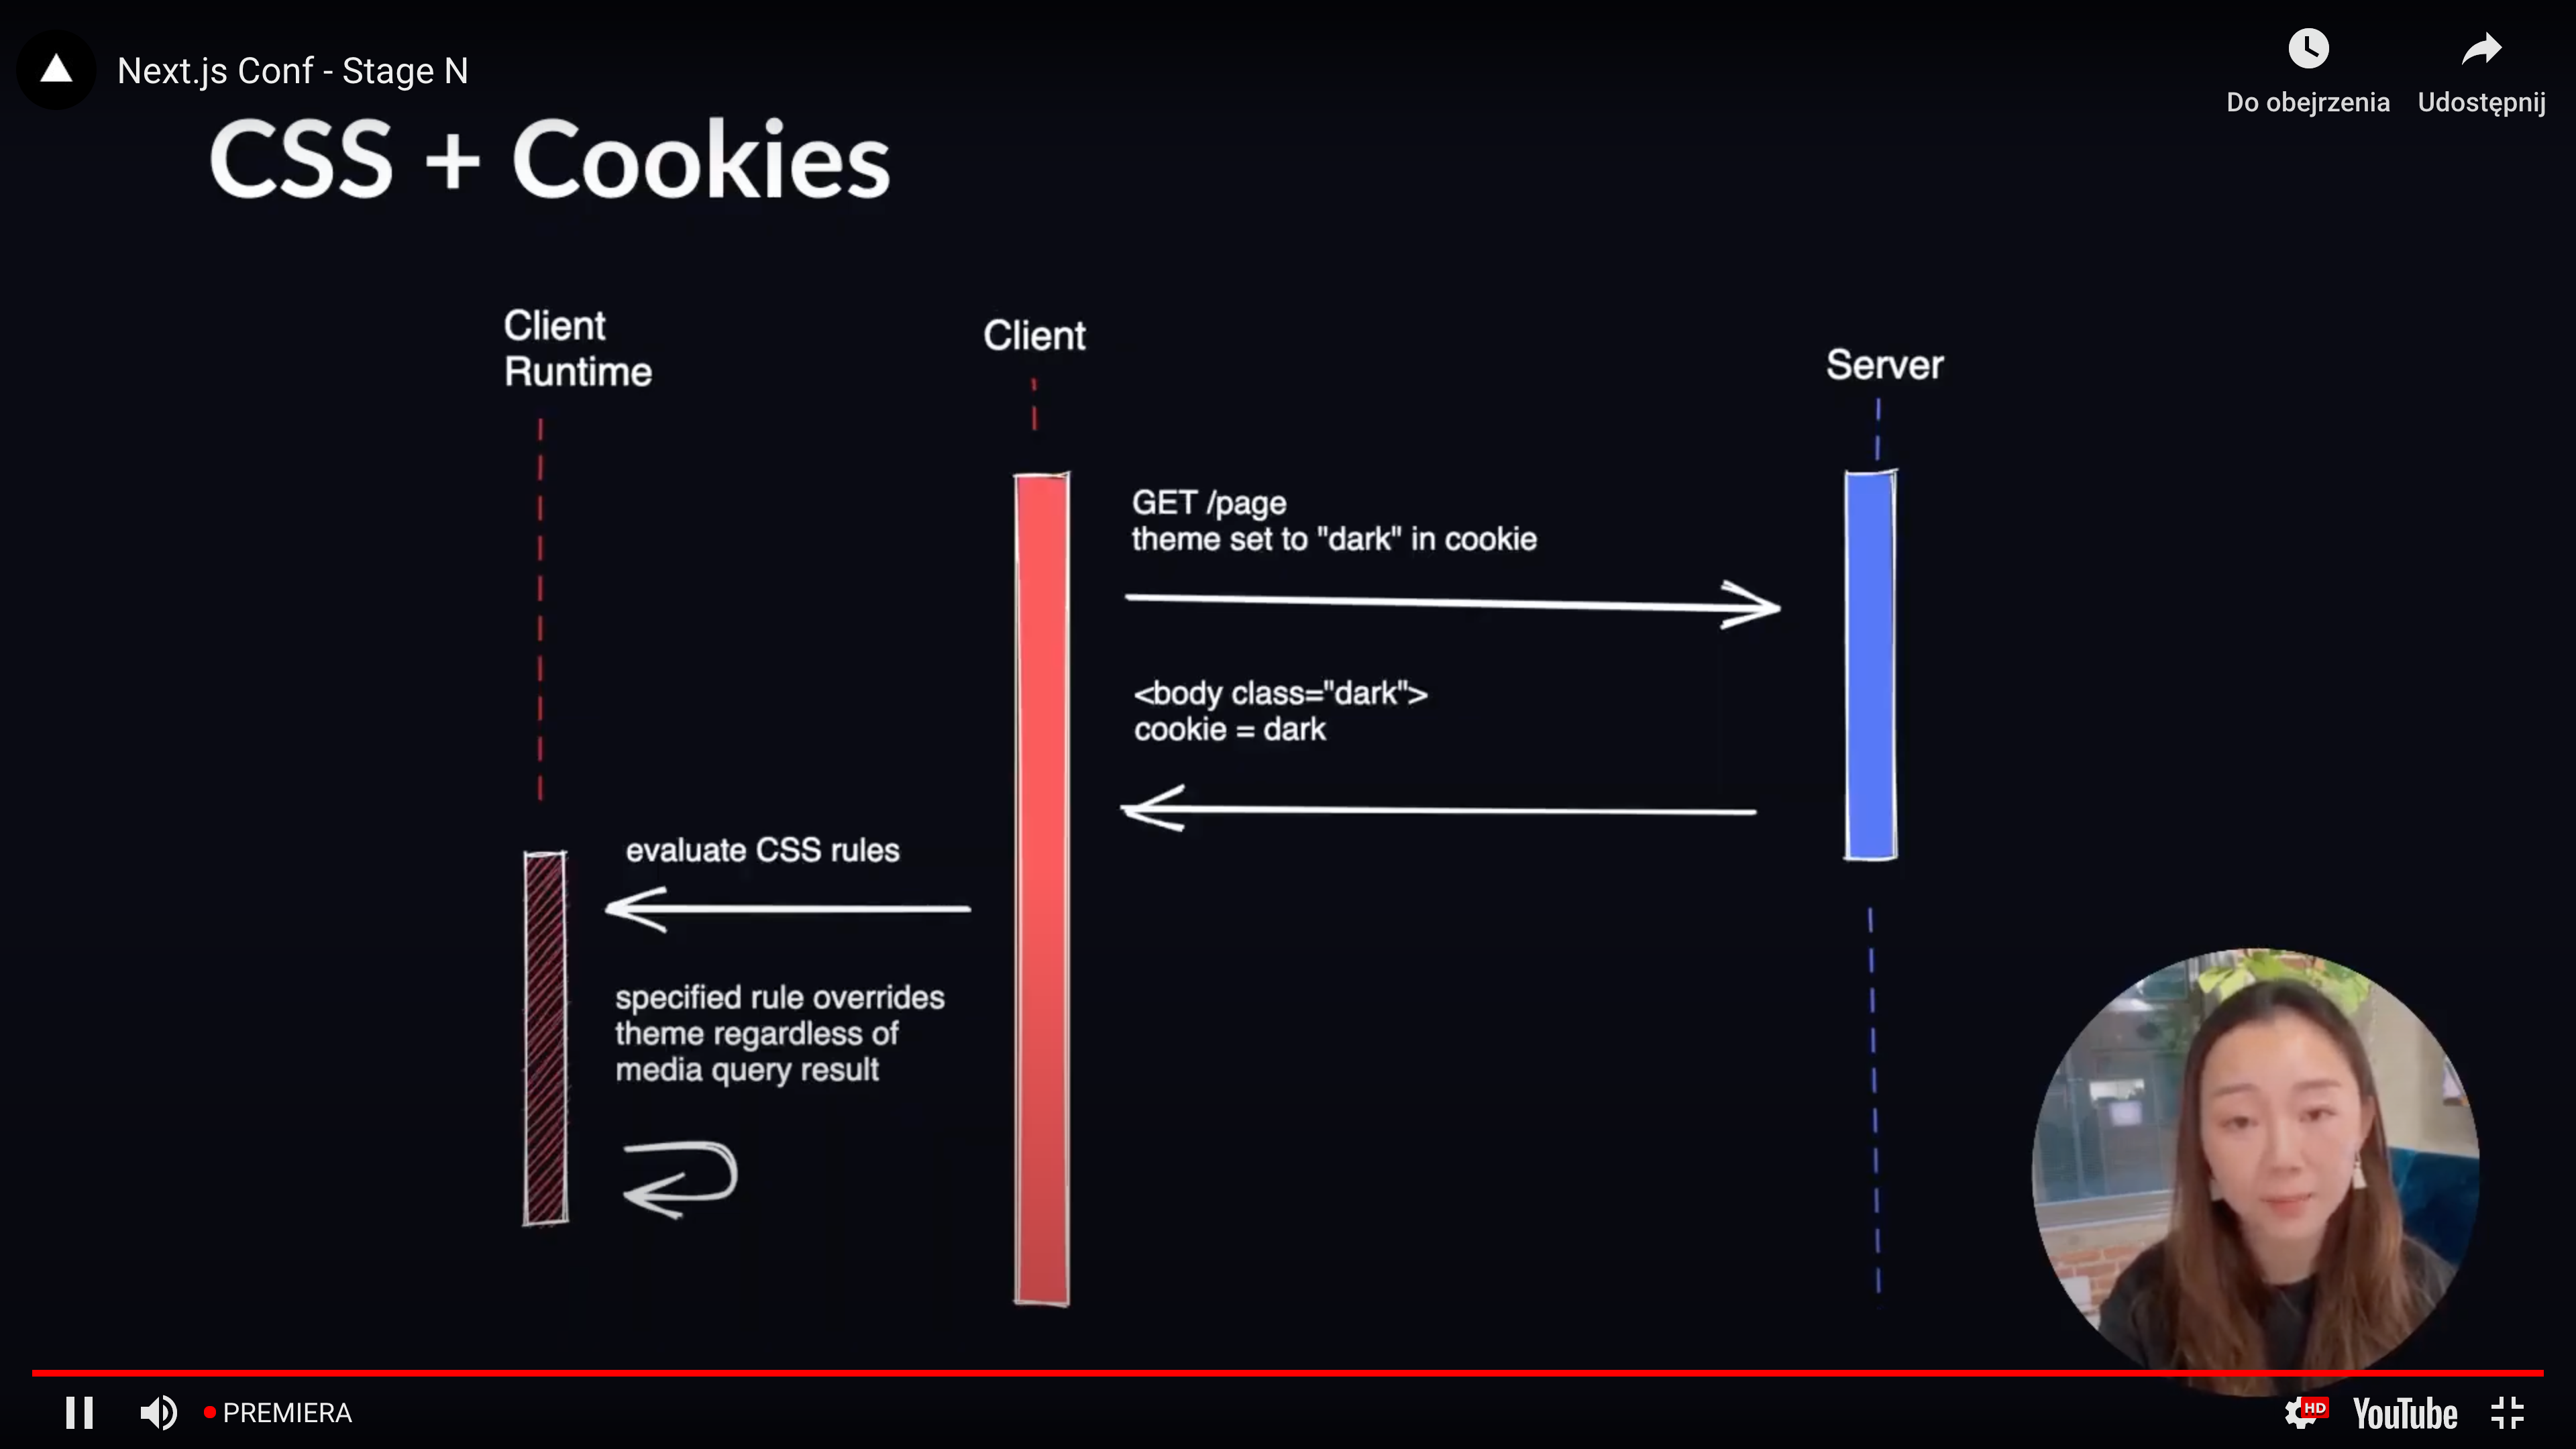 Next.js Conf - Stage N
Do obejrzenia
Udostępnij
CSS + Cookies
Client
Runtime
Client
Server
GET /page
theme set to "dark" in cookie
<body class="dark">
cookie = dark
evaluate CSS rules
specified rule overrides
theme regardless of
media query result
PREMIERA
HD
YouTube